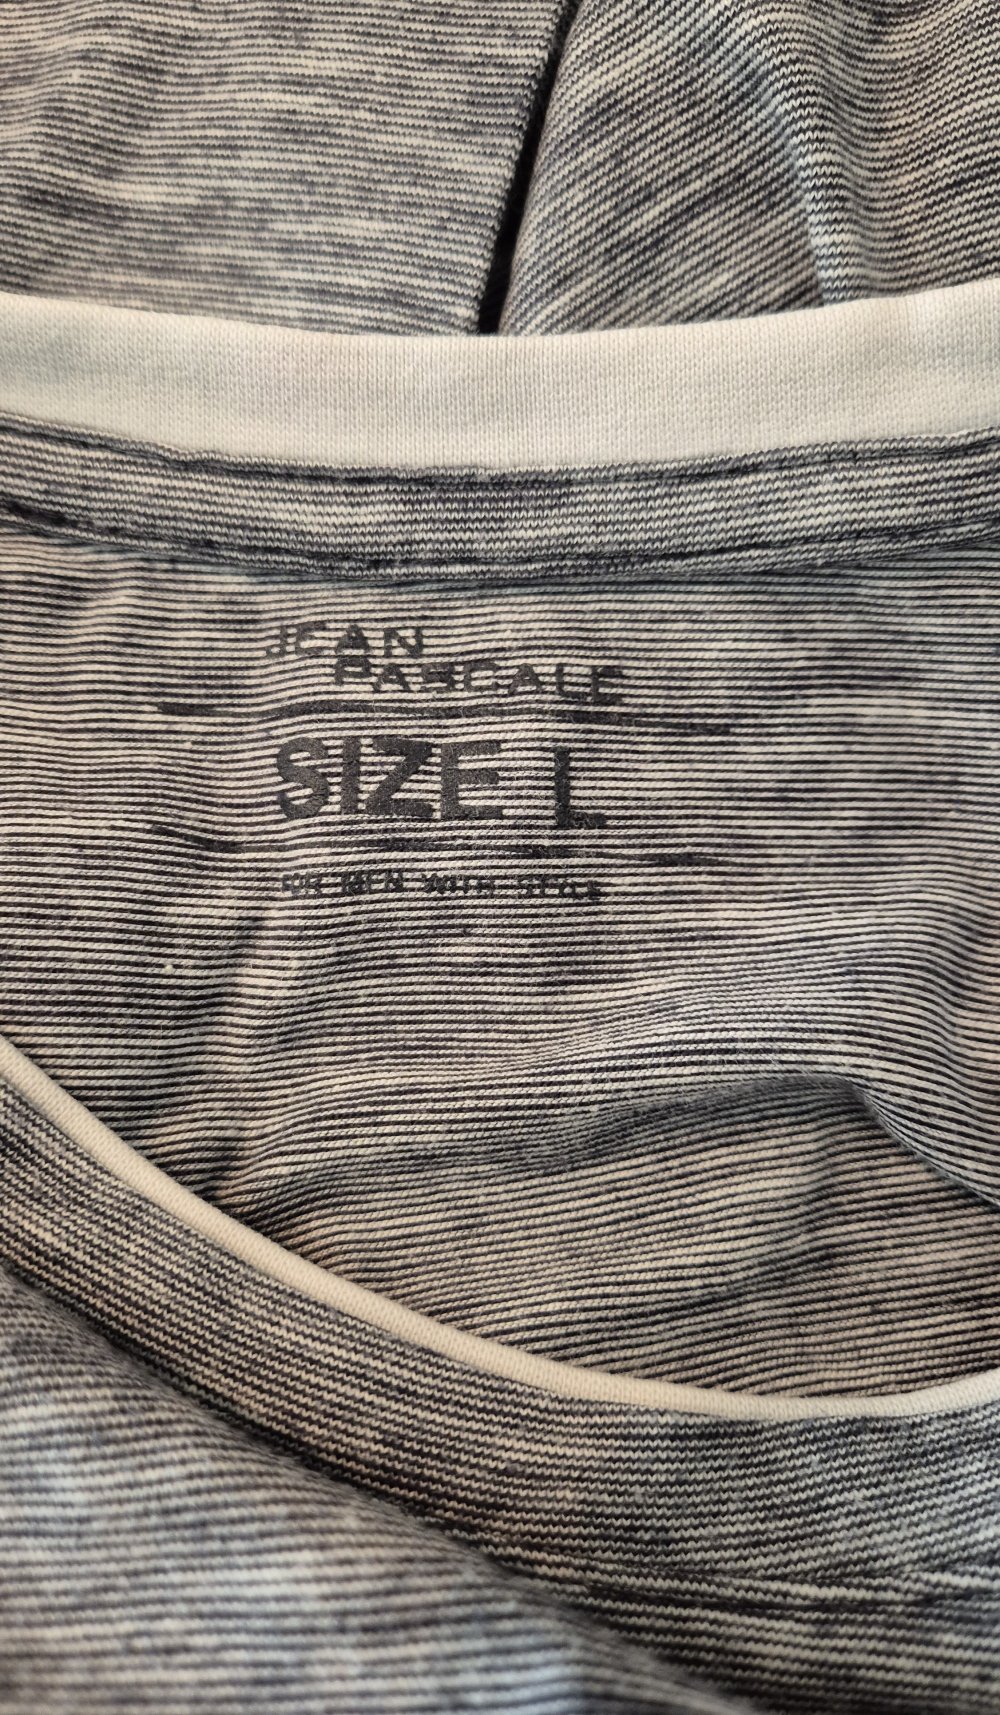 JEAN
PASCALE
SIZE L
FOR MEN WITH STYLE